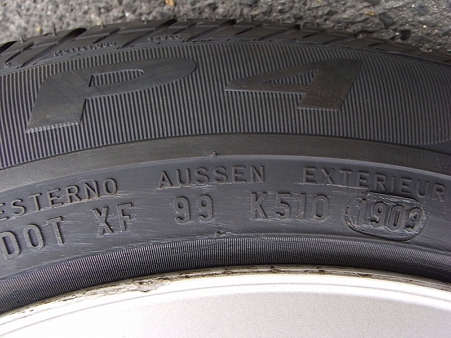 P4
ESTERNO AUSSEN EXTERIEUR
DOT XF 99 K510 1903